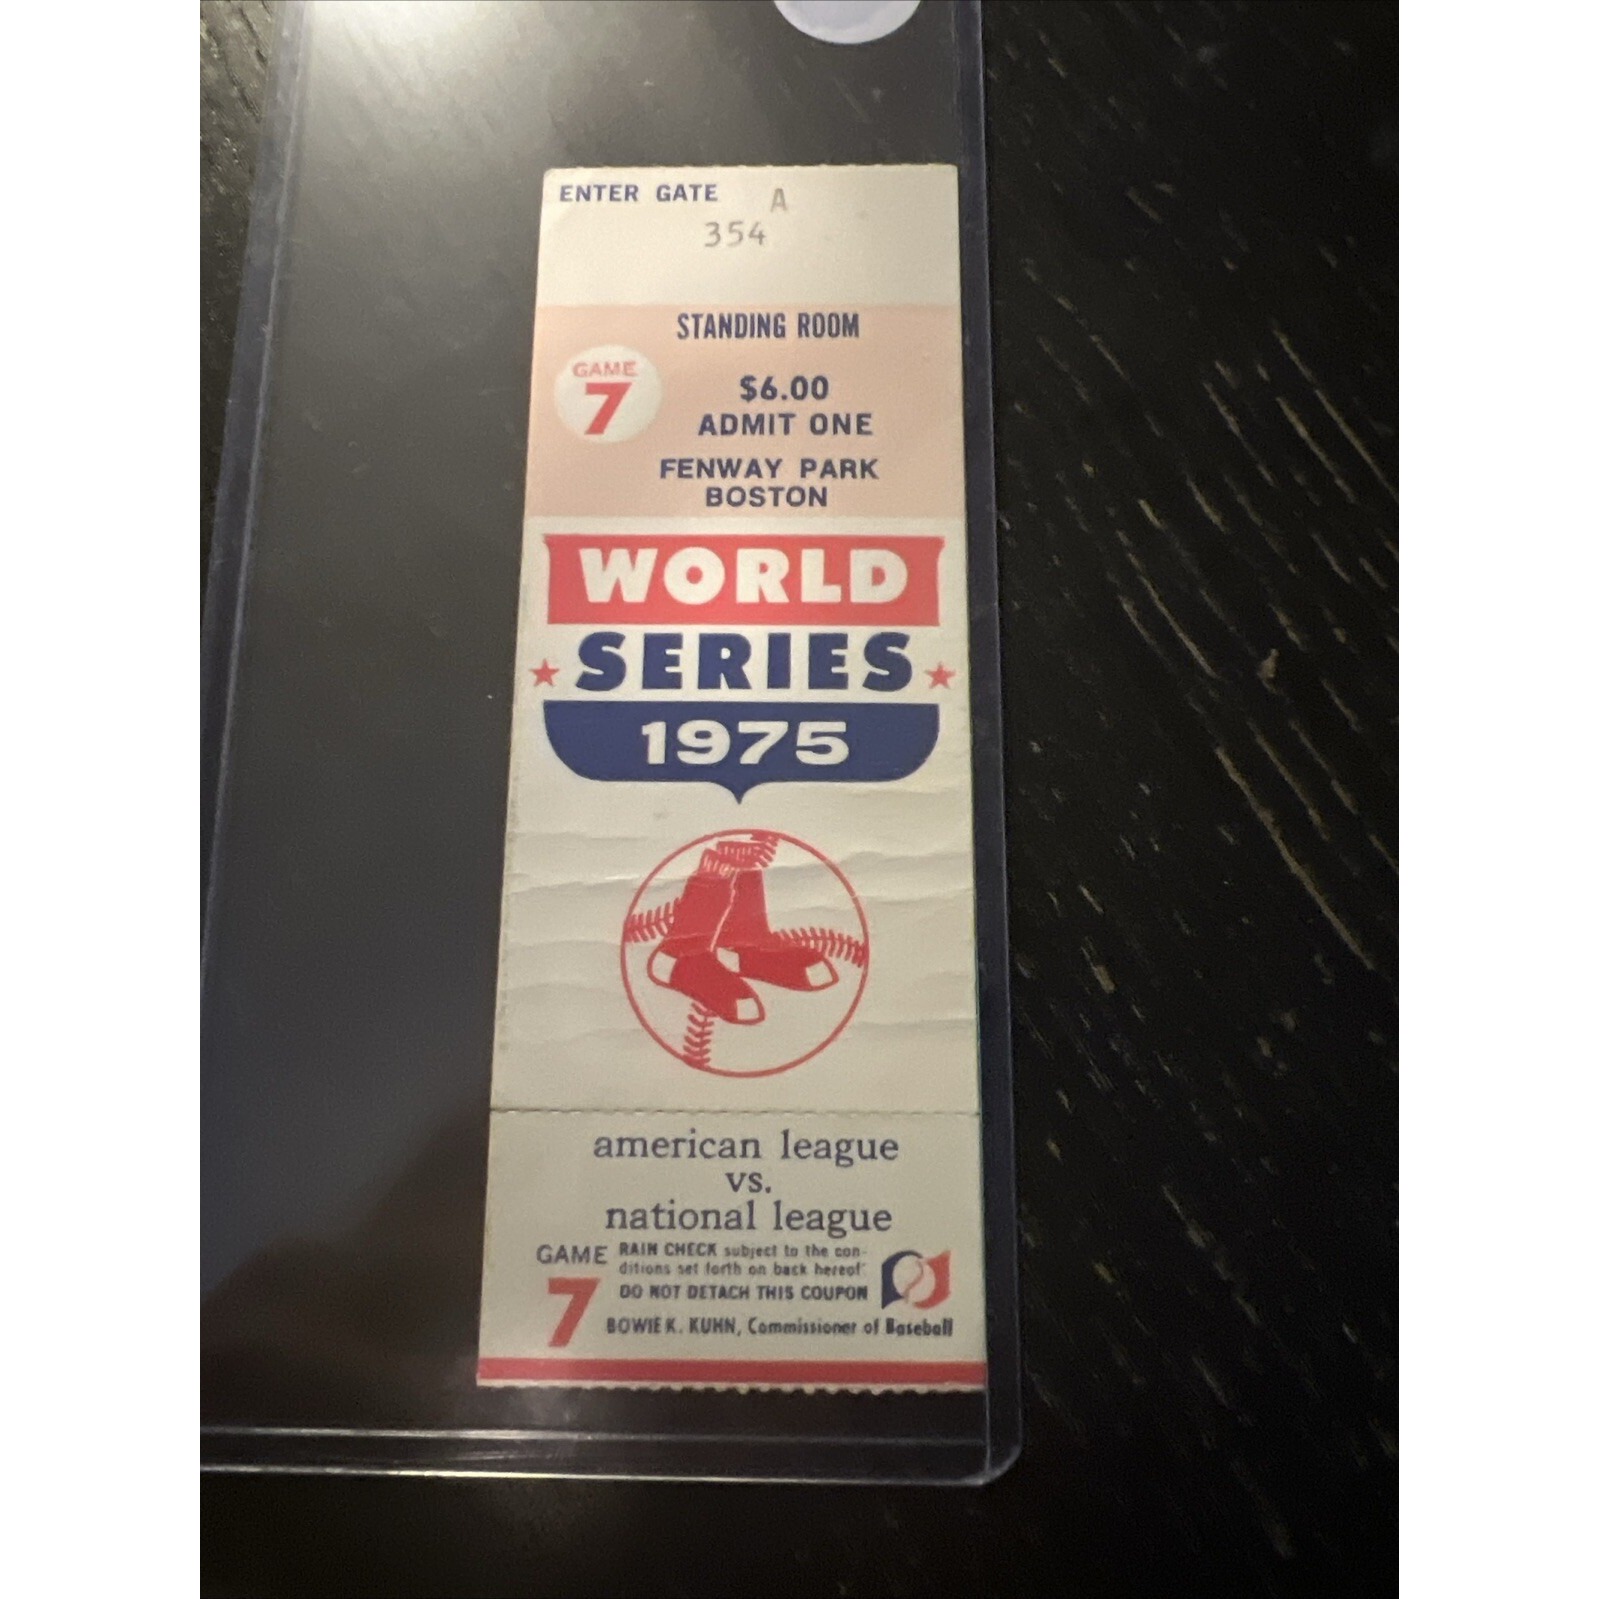 ENTER GATE A
354
STANDING ROOM
GAME
7
$6.00
ADMIT ONE
FENWAY PARK
BOSTON
WORLD
SERIES
1975
american league
vs.
national league
GAME
7
RAIN CHECK subject to the con-
ditions set forth on back hereof
DO NOT DETACH THIS COUPON
BOWIE K. KUHN, Commissioner of Baseball